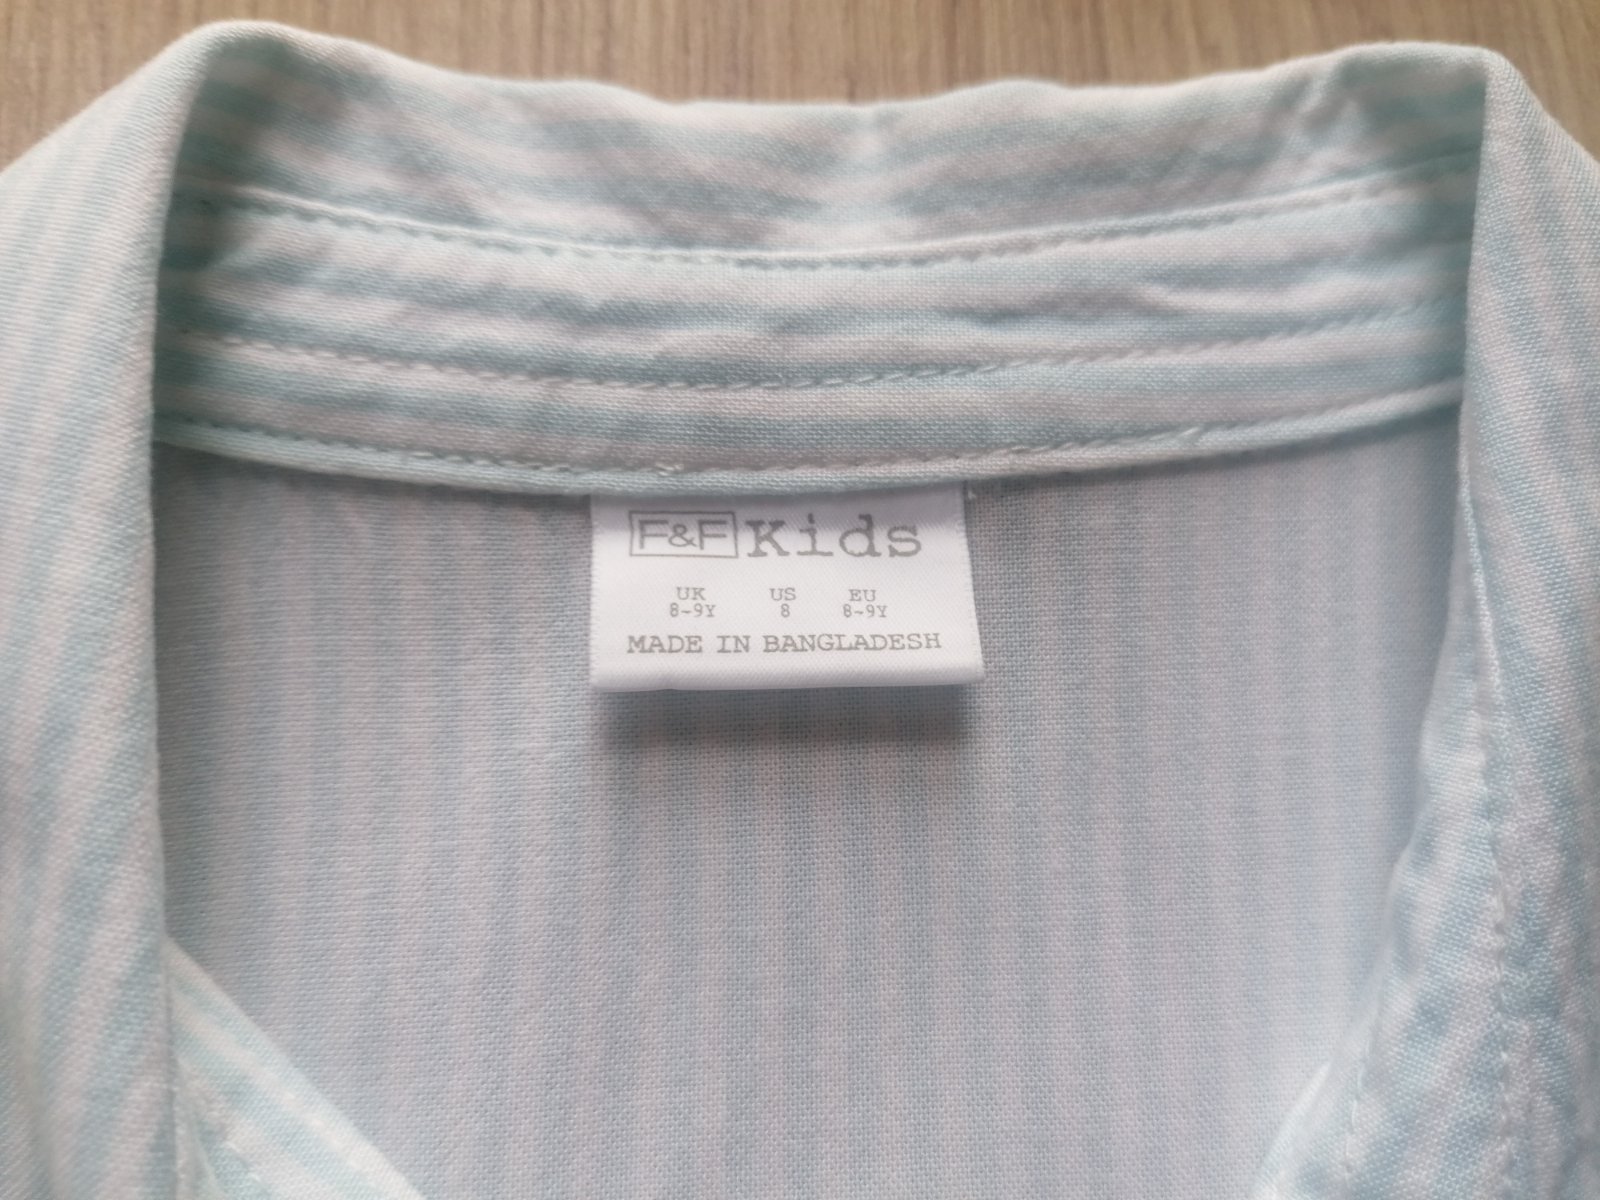 F&F Kids
UK US EU
8-9Y 8 8-9Y
MADE IN BANGLADESH